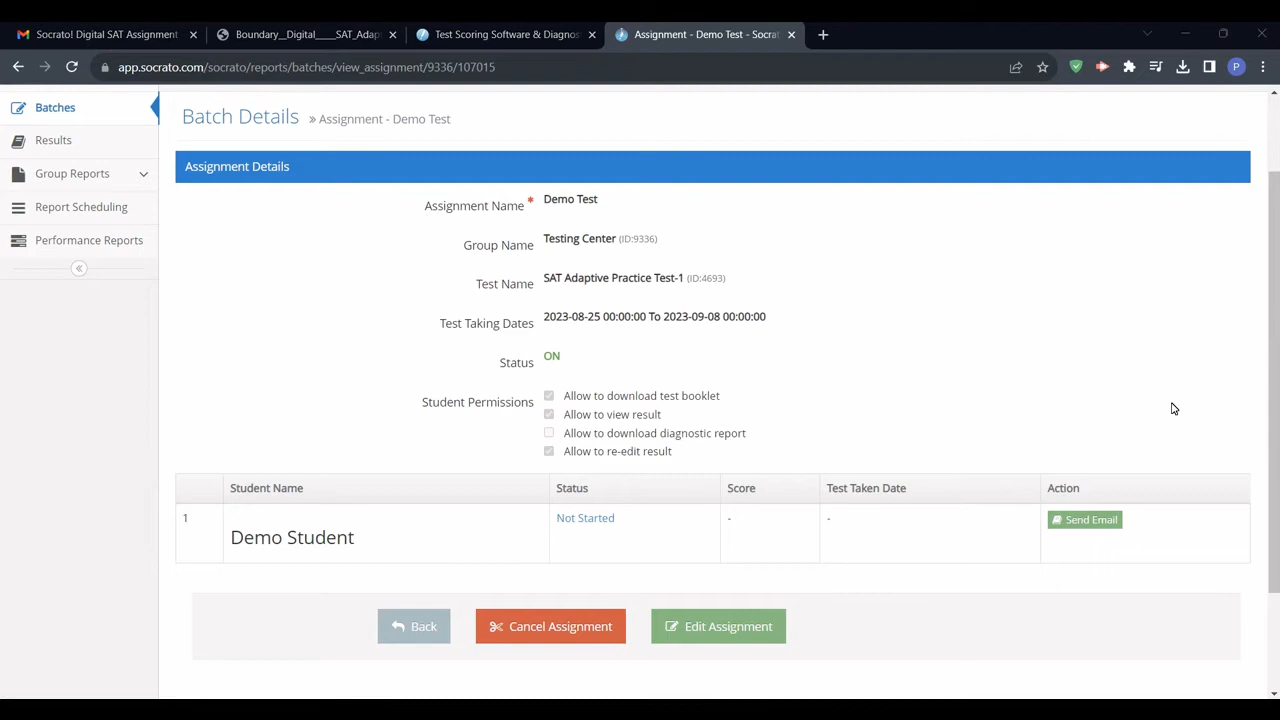 Socrato! Digital SAT Assignment
Boundary__Digital____SAT_Adap
Test Scoring Software & Diagnos
Assignment - Demo Test - Socrat
app.socrato.com/socrato/reports/batches/view_assignment/9336/107015
P
Batches
Results
Group Reports
Report Scheduling
Performance Reports
Batch Details » Assignment - Demo Test
Assignment Details
Assignment Name * Demo Test
Group Name Testing Center (ID:9336)
Test Name SAT Adaptive Practice Test-1 (ID:4693)
Test Taking Dates 2023-08-25 00:00:00 To 2023-09-08 00:00:00
Status ON
Student Permissions Allow to download test booklet
Allow to view result
Allow to download diagnostic report
Allow to re-edit result
Student Name Status Score Test Taken Date Action
1 Demo Student Not Started - - Send Email
Back Cancel Assignment Edit Assignment